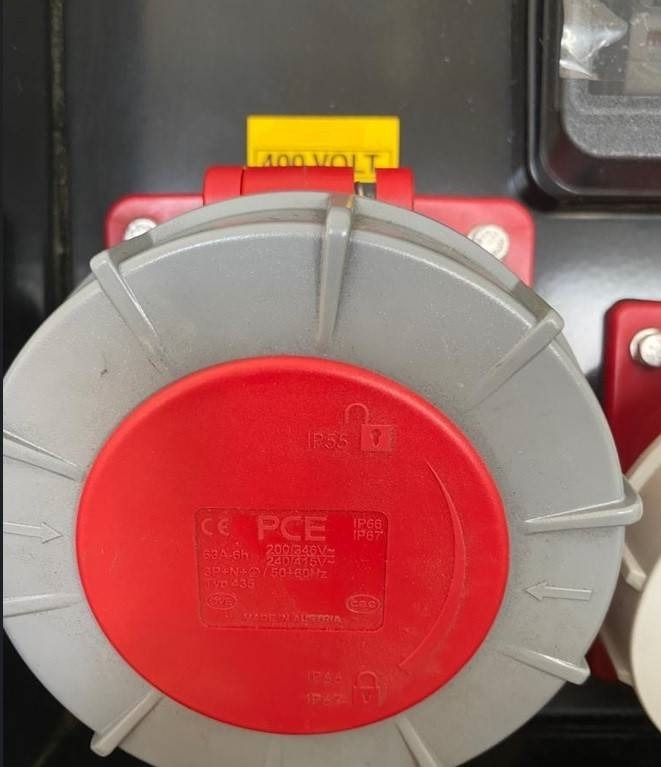 400 VOLT
IP55
CE PCE IP66
IP67
63A-6h 200/346V~
240/415V~
3P+N+⏚ / 50+60Hz
Typ 435
OVE
MADE IN AUSTRIA
IP66
IP67